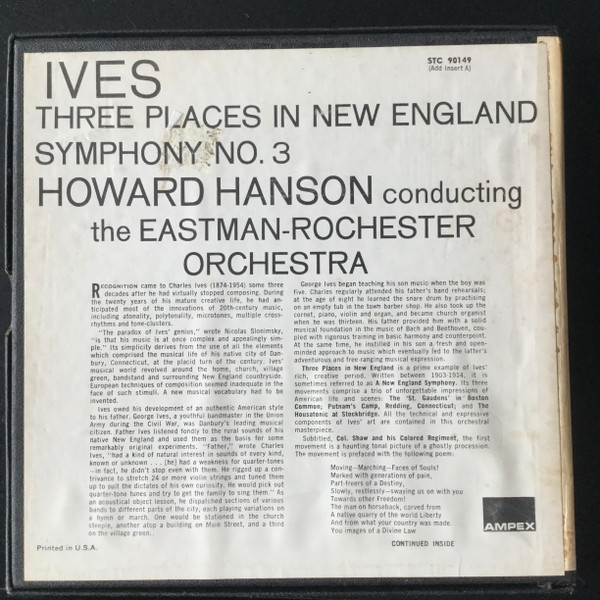 STC 90149
(Add Insert A)
IVES
THREE PLACES IN NEW ENGLAND
SYMPHONY NO. 3
HOWARD HANSON conducting
the EASTMAN-ROCHESTER
ORCHESTRA
RECOGNITION came to Charles Ives (1874-1954) some three
decades after he had virtually stopped composing. During
the twenty years of his mature creative life, he had an-
ticipated most of the innovations of 20th-century music,
including atonality, polytonality, microtones, multiple cross-
rhythms and tone-clusters.
"The paradox of Ives' genius," wrote Nicolas Slonimsky,
"is that his music is at once complex and appealingly sim-
ple." Its simplicity derives from the use of all the elements
which comprised the musical life of his native city of Dan-
bury, Connecticut, at the placid turn of the century. Ives'
musical world revolved around the home, church, village
green, bandstand and surrounding New England countryside.
European techniques of composition seemed inadequate in the
face of such stimuli. A new musical vocabulary had to be
invented.
Ives owed his development of an authentic American style
to his father. George Ives, a youthful bandmaster in the Union
Army during the Civil War, was Danbury's leading musical
citizen. Father Ives listened fondly to the rural sounds of his
native New England and used them as the basis for some
remarkable original experiments. "Father," wrote Charles
Ives, "had a kind of natural interest in sounds of every kind,
known or unknown . . . [he] had a weakness for quarter-tones
—in fact, he didn't stop even with them. He rigged up a con-
trivance to stretch 24 or more violin strings and tuned them
up to suit the dictates of his own curiosity. He would pick out
quarter-tone tunes and try to get the family to sing them." As
an acoustical object lesson, he dispatched sections of various
bands to different parts of the city, each playing variations on
a hymn or march. One would be stationed in the church
steeple, another atop a building on Main Street, and a third
on the village green.
George Ives began teaching his son music when the boy was
five. Charles regularly attended his father's band rehearsals;
at the age of eight he learned the snare drum by practising
on an empty tub in the town barber shop. He also took up the
cornet, piano, violin and organ, and became church organist
when he was thirteen. His father provided him with a solid
musical foundation in the music of Bach and Beethoven, cou-
pled with rigorous training in basic harmony and counterpoint.
At the same time, he instilled in his son a fresh and open-
minded approach to music which eventually led to the latter's
adventurous and free-ranging musical expression.
Three Places in New England is a prime example of Ives'
rich, creative period. Written between 1903-1914, it is
sometimes referred to as A New England Symphony. Its three
movements comprise a trio of unforgettable impressions of
American life and scenes: The 'St. Gaudens' in Boston
Common; Putnam's Camp, Redding, Connecticut; and The
Housatonic at Stockbridge. All the technical and expressive
components of Ives' art are contained in this orchestral
masterpiece.
Subtitled, Col. Shaw and his Colored Regiment, the first
movement is a haunting tonal picture of a ghostly procession.
The movement is prefaced with the following poem:
Moving—Marching—Faces of Souls!
Marked with generations of pain,
Part-freers of a Destiny,
Slowly, restlessly—swaying us on with you
Towards other Freedom!
The man on horseback, carved from
A native quarry of the world Liberty
And from what your country was made.
You images of a Divine Law
CONTINUED INSIDE
AMPEX
Printed in U.S.A.